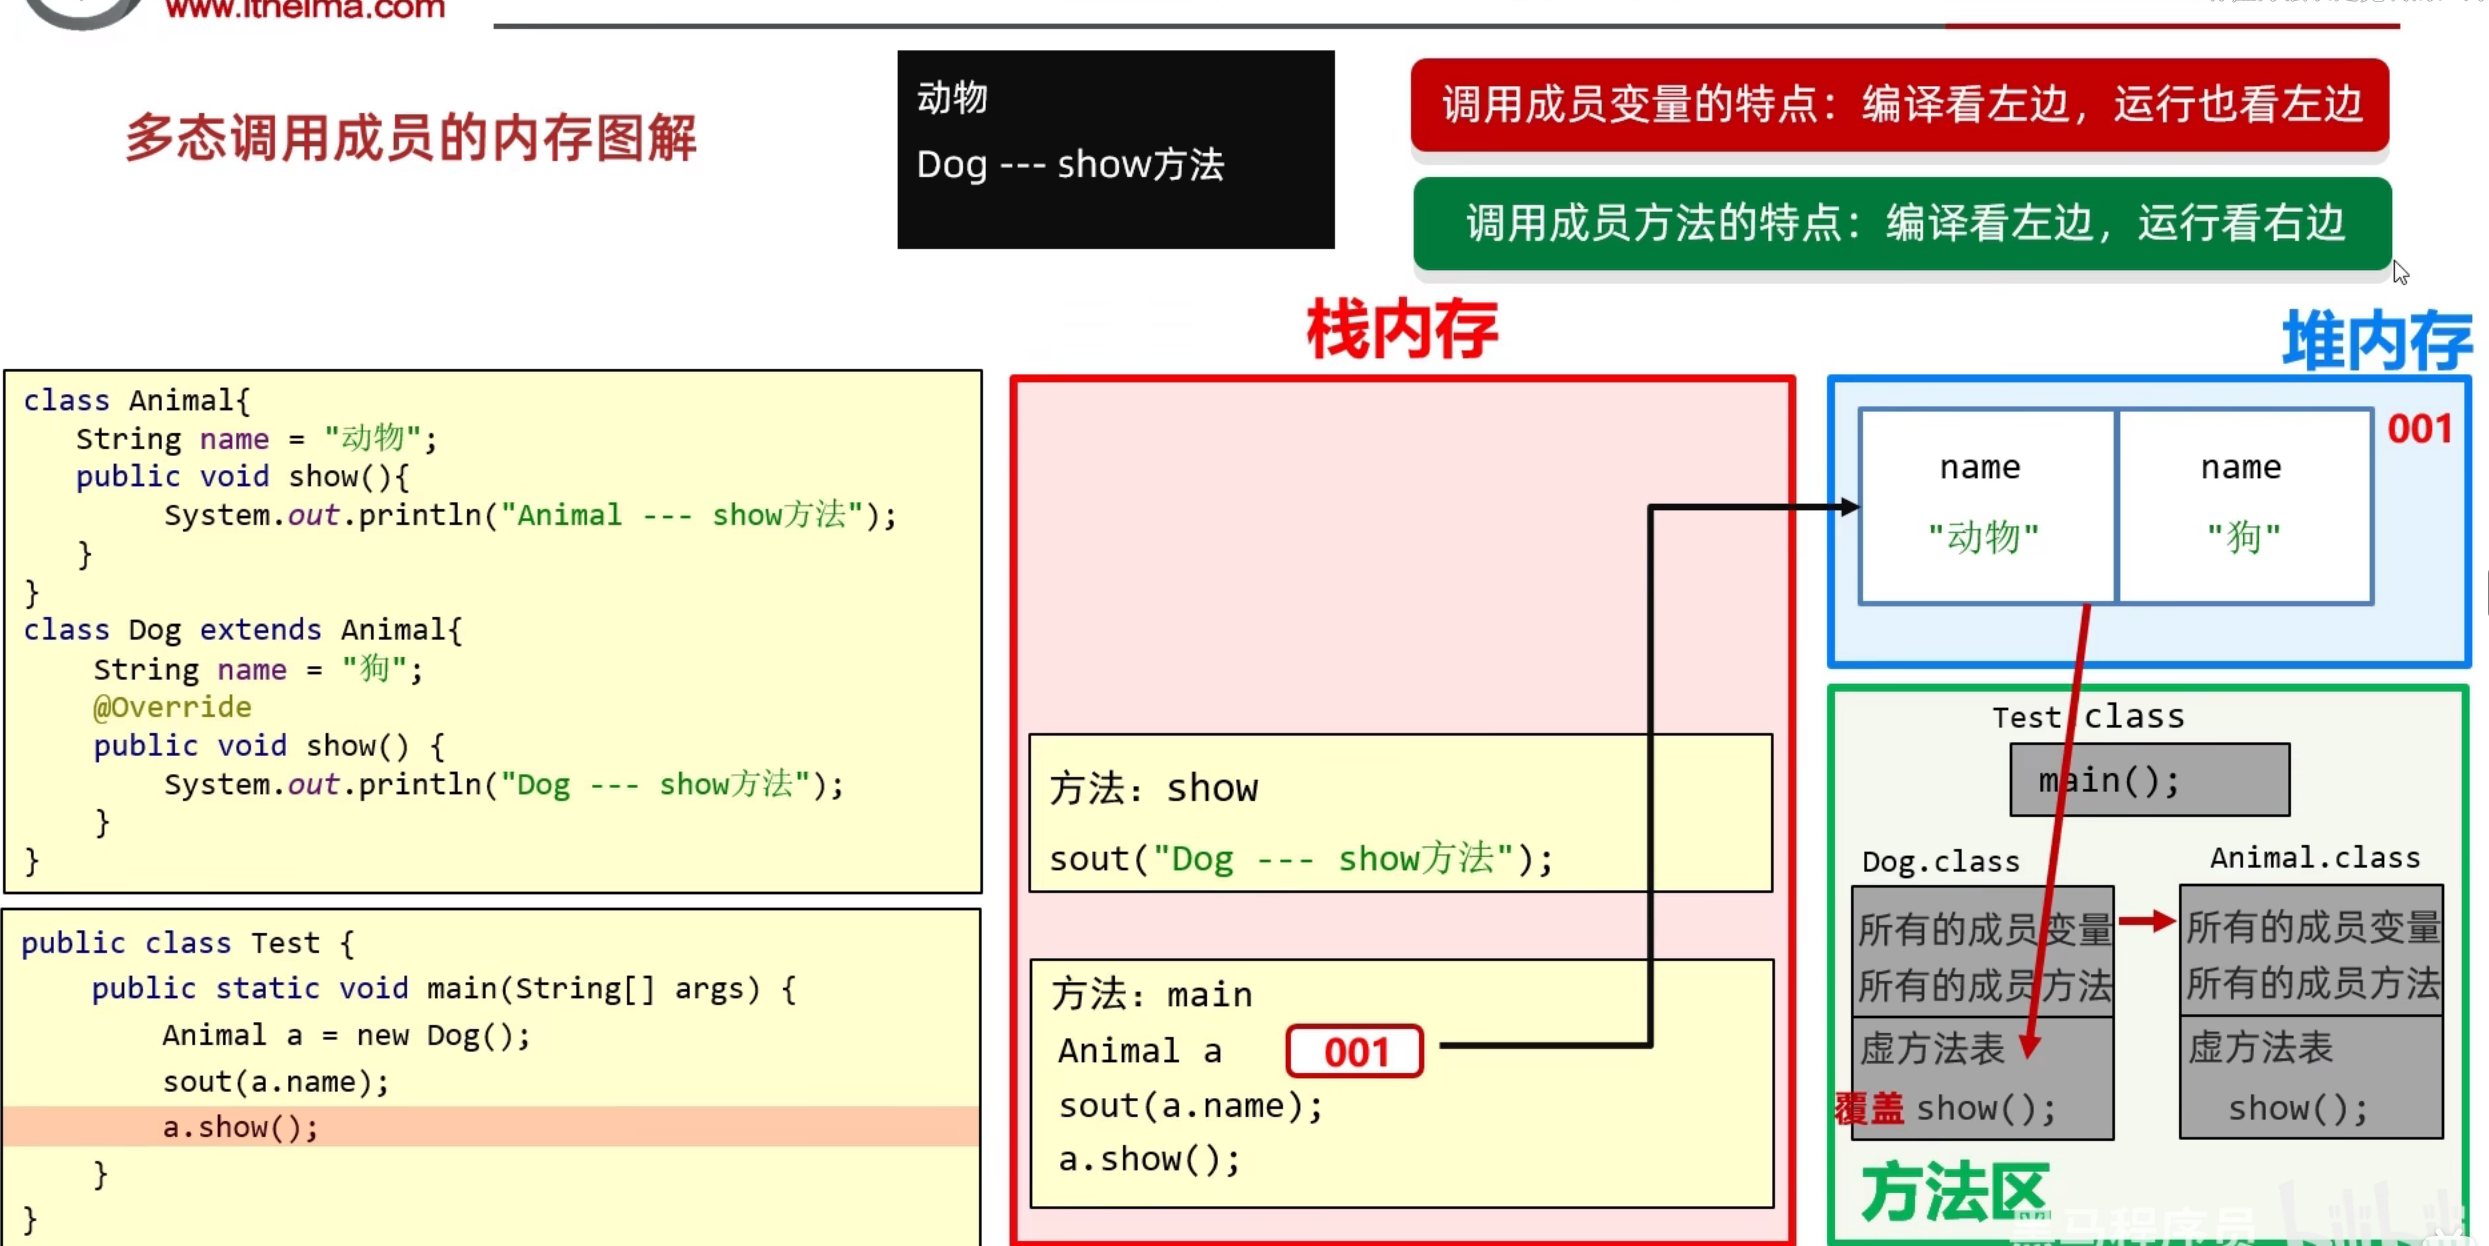 www.itheima.com
多态调用成员的内存图解
动物
Dog --- show方法
调用成员变量的特点：编译看左边，运行也看左边
调用成员方法的特点：编译看左边，运行看右边
class Animal{
String name = "动物";
public void show(){
System.out.println("Animal --- show方法");
}
}
class Dog extends Animal{
String name = "狗";
@Override
public void show() {
System.out.println("Dog --- show方法");
}
}
public class Test {
public static void main(String[] args) {
Animal a = new Dog();
sout(a.name);
a.show();
}
}
栈内存
方法：show
sout("Dog --- show方法");
方法：main
Animal a 001
sout(a.name);
a.show();
堆内存
001
name name
"动物" "狗"
Test.class
main();
Dog.class
所有的成员变量
所有的成员方法
虚方法表
覆盖 show();
Animal.class
所有的成员变量
所有的成员方法
虚方法表
show();
方法区
黑马程序员